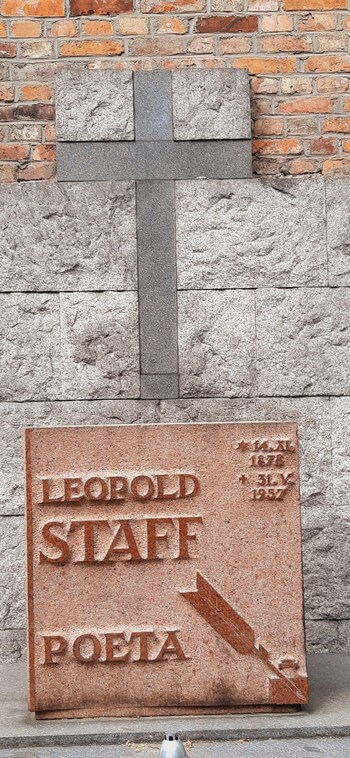 * 14.XI.
1878
+ 31.V.
1957
LEOPOLD
STAFF
POETA